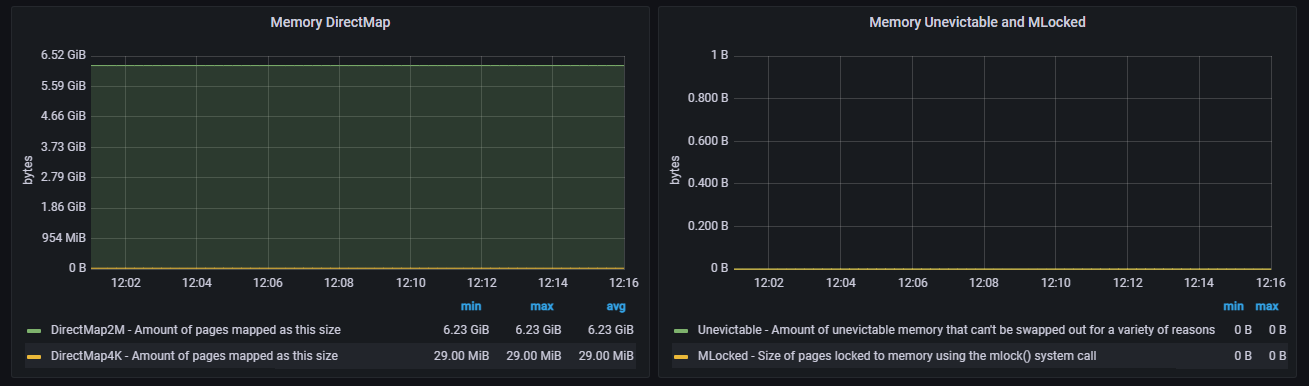 Memory DirectMap
bytes
6.52 GiB
5.59 GiB
4.66 GiB
3.73 GiB
2.79 GiB
1.86 GiB
954 MiB
0 B
12:02 12:04 12:06 12:08 12:10 12:12 12:14 12:16
min max avg
DirectMap2M - Amount of pages mapped as this size 6.23 GiB 6.23 GiB 6.23 GiB
DirectMap4K - Amount of pages mapped as this size 29.00 MiB 29.00 MiB 29.00 MiB
Memory Unevictable and MLocked
bytes
1 B
0.800 B
0.600 B
0.400 B
0.200 B
0 B
12:02 12:04 12:06 12:08 12:10 12:12 12:14 12:16
min max
Unevictable - Amount of unevictable memory that can't be swapped out for a variety of reasons 0 B 0 B
MLocked - Size of pages locked to memory using the mlock() system call 0 B 0 B